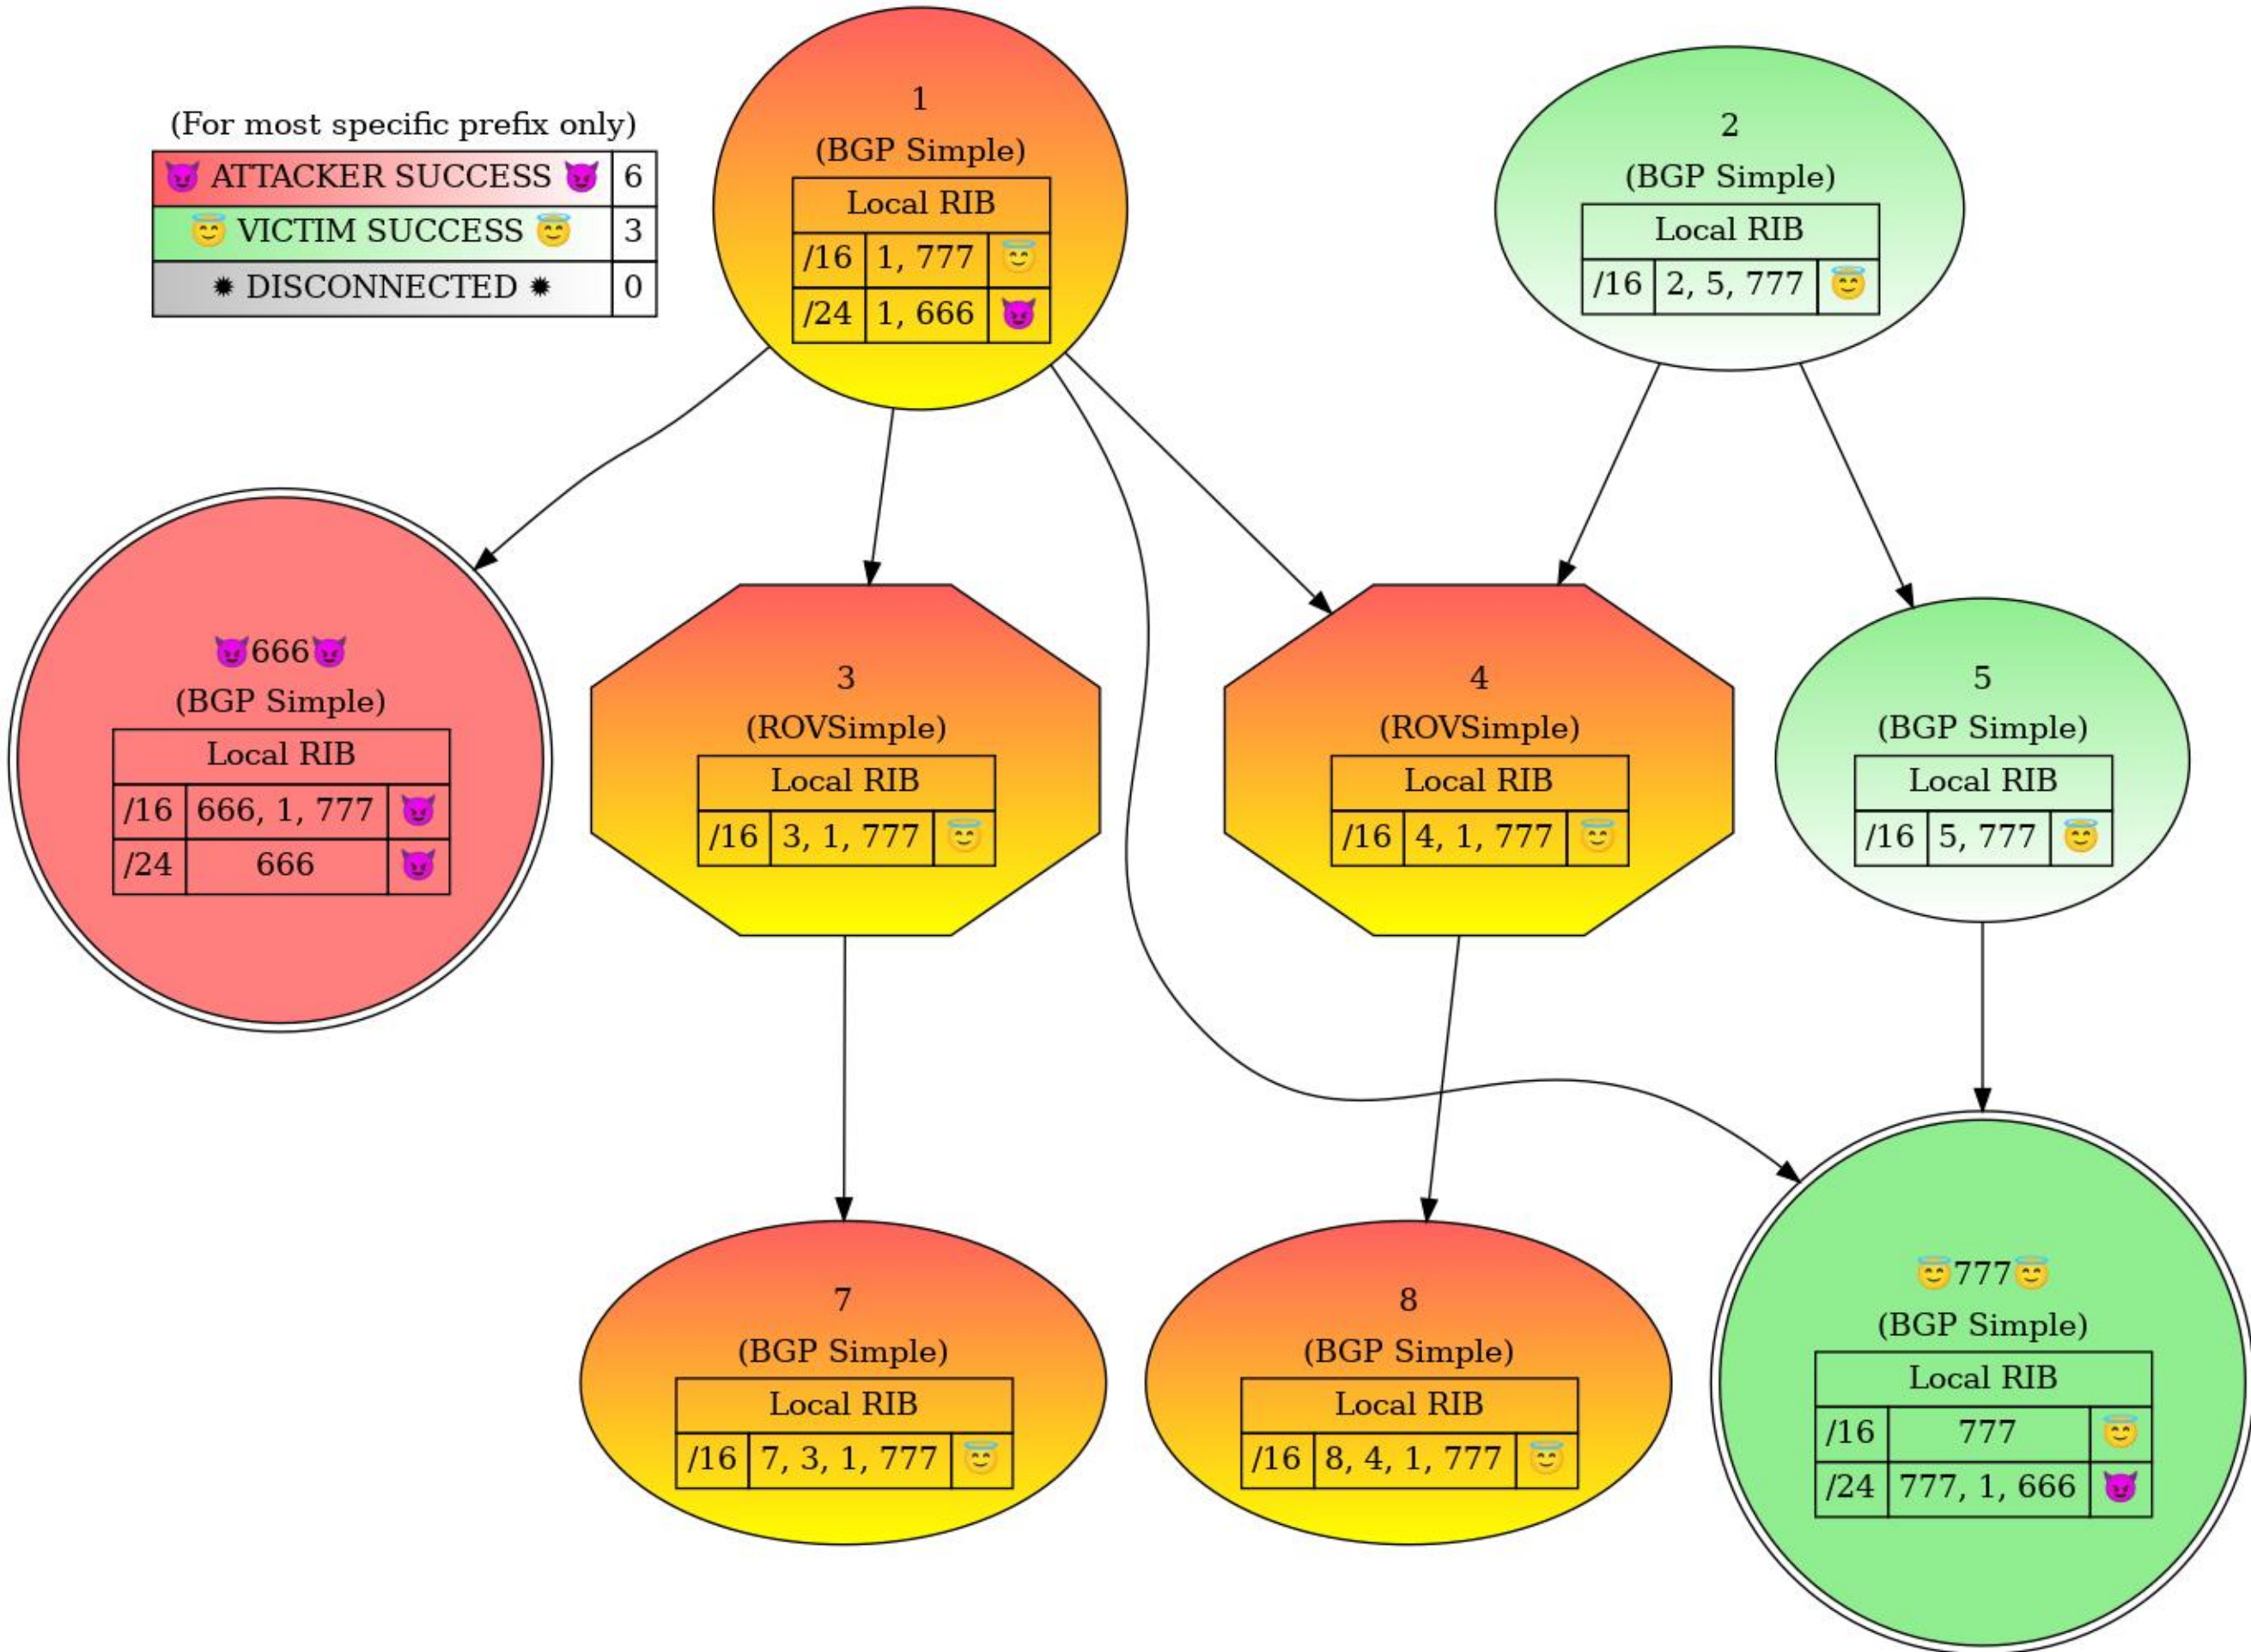 (For most specific prefix only)
😈 ATTACKER SUCCESS 😈 6
😇 VICTIM SUCCESS 😇 3
✹ DISCONNECTED ✹ 0
1
(BGP Simple)
Local RIB
/16 1, 777 😇
/24 1, 666 😈
2
(BGP Simple)
Local RIB
/16 2, 5, 777 😇
😈666😈
(BGP Simple)
Local RIB
/16 666, 1, 777 😈
/24 666 😈
3
(ROVSimple)
Local RIB
/16 3, 1, 777 😇
4
(ROVSimple)
Local RIB
/16 4, 1, 777 😇
5
(BGP Simple)
Local RIB
/16 5, 777 😇
7
(BGP Simple)
Local RIB
/16 7, 3, 1, 777 😇
8
(BGP Simple)
Local RIB
/16 8, 4, 1, 777 😇
😇777😇
(BGP Simple)
Local RIB
/16 777 😇
/24 777, 1, 666 😈